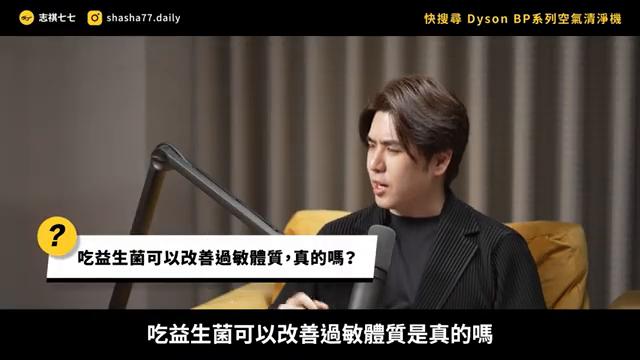 志祺七七
shasha77.daily
快搜尋 Dyson BP系列空氣清淨機
?
吃益生菌可以改善過敏體質,真的嗎?
吃益生菌可以改善過敏體質是真的嗎